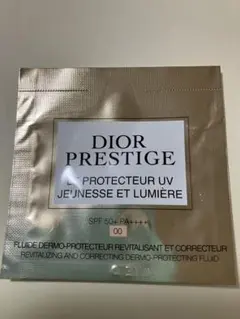 DIOR
PRESTIGE
LE PROTECTEUR UV
JEUNESSE ET LUMIÈRE
SPF 50+ PA++++
00
FLUIDE DERMO-PROTECTEUR REVITALISANT ET CORRECTEUR
REVITALIZING AND CORRECTING DERMO-PROTECTING FLUID